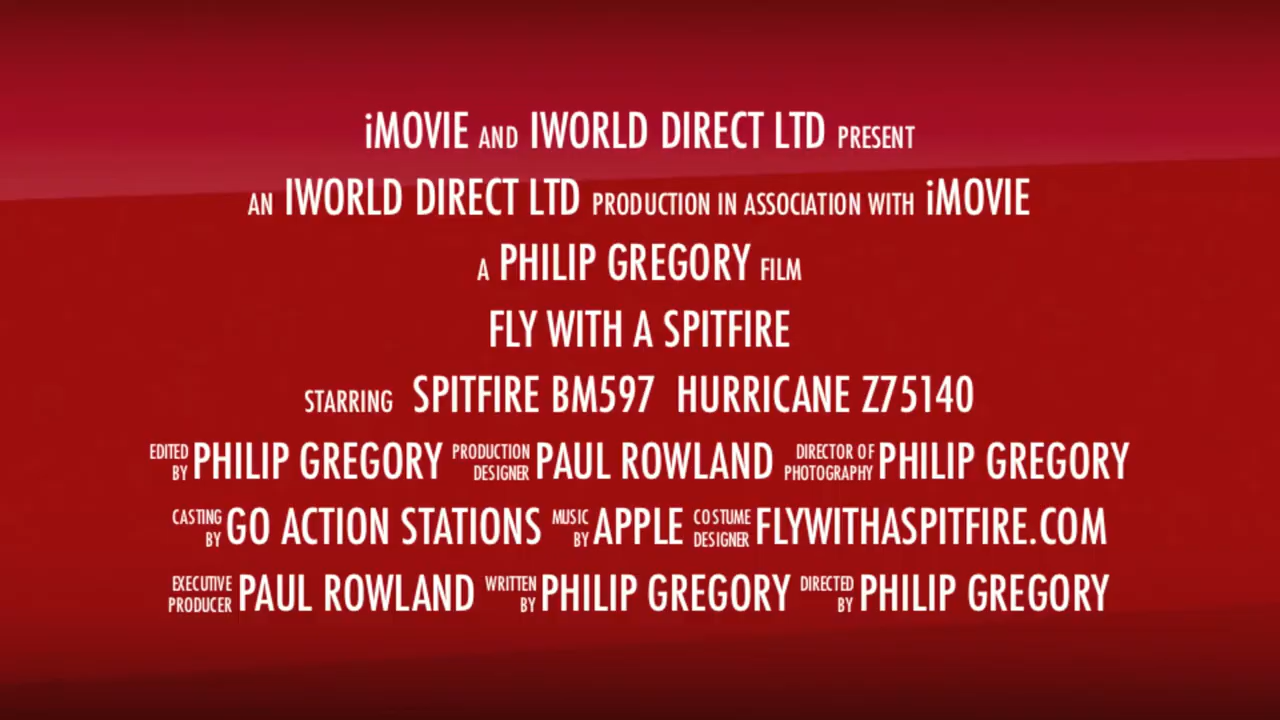 iMOVIE AND IWORLD DIRECT LTD PRESENT
AN IWORLD DIRECT LTD PRODUCTION IN ASSOCIATION WITH iMOVIE
A PHILIP GREGORY FILM
FLY WITH A SPITFIRE
STARRING SPITFIRE BM597 HURRICANE Z75140
EDITED BY PHILIP GREGORY PRODUCTION DESIGNER PAUL ROWLAND DIRECTOR OF PHOTOGRAPHY PHILIP GREGORY
CASTING BY GO ACTION STATIONS MUSIC BY APPLE COSTUME DESIGNER FLYWITHASPITFIRE.COM
EXECUTIVE PRODUCER PAUL ROWLAND WRITTEN BY PHILIP GREGORY DIRECTED BY PHILIP GREGORY